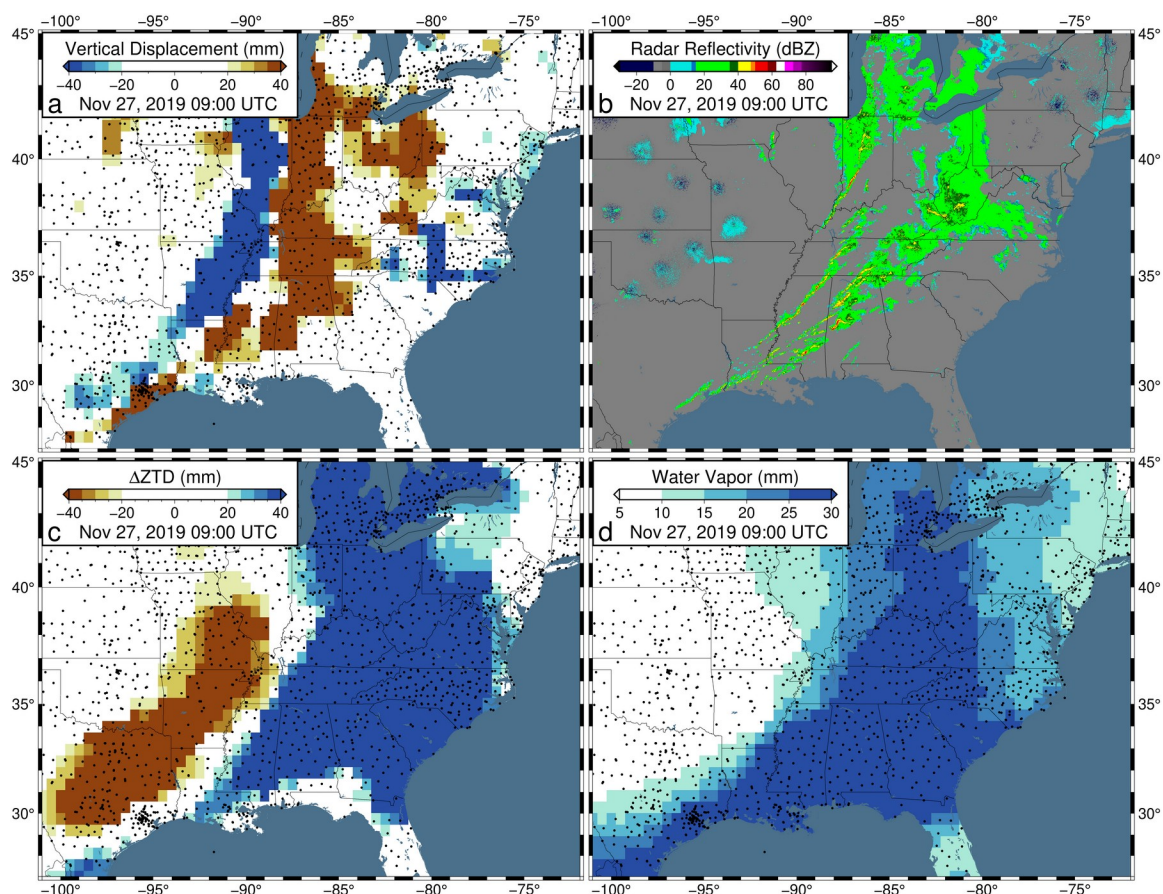 −100 −95 −90 −85 −80 −75 −100 −95 −90 −85 −80 −75
45° 45°
Vertical Displacement (mm) Radar Reflectivity (dBZ)
−40 −20 0 20 40 −20 0 20 40 60 80
a Nov 27, 2019 09:00 UTC b Nov 27, 2019 09:00 UTC
40° 40°
35° 35°
30° 30°
45° 45°
ΔZTD (mm) Water Vapor (mm)
−40 −20 0 20 40 5 10 15 20 25 30
c Nov 27, 2019 09:00 UTC d Nov 27, 2019 09:00 UTC
40° 40°
35° 35°
30° 30°
−100 −95 −90 −85 −80 −75 −100 −95 −90 −85 −80 −75